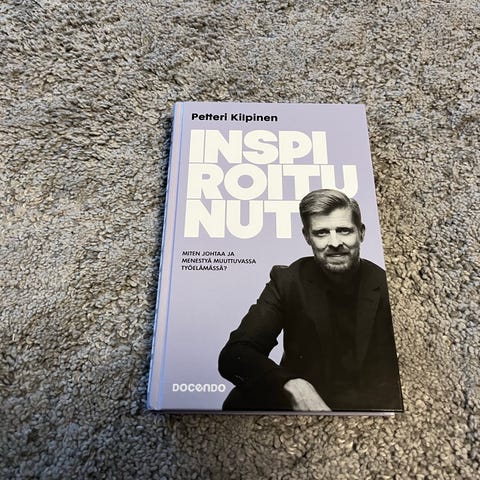 Petteri Kilpinen
INSPI
ROITU
NUT
MITEN JOHTAA JA
MENESTYÄ MUUTTUVASSA
TYÖELÄMÄSSÄ?
DOCENDO